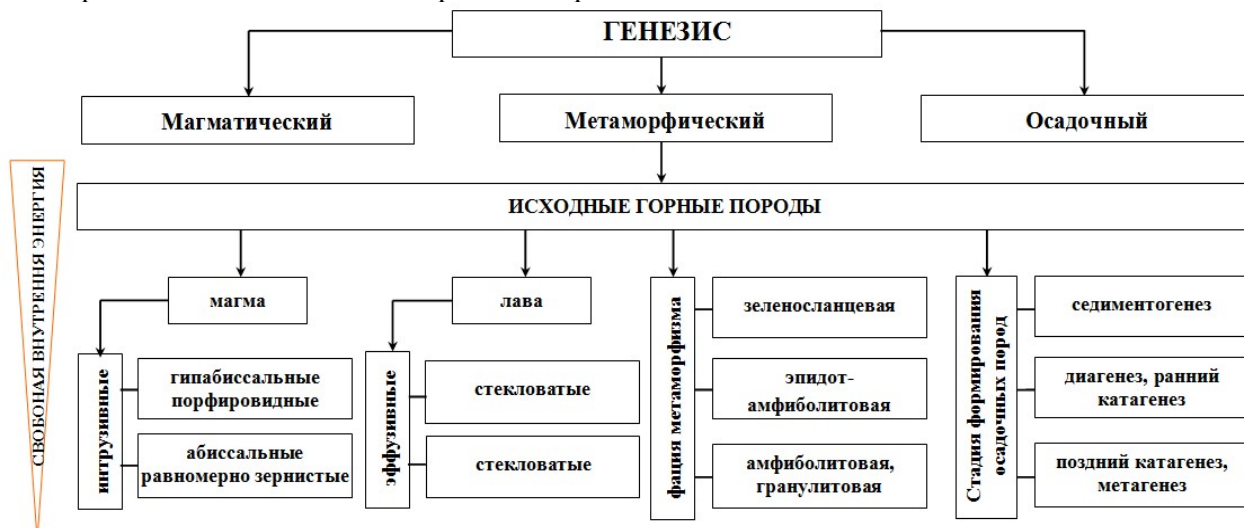 ГЕНЕЗИС
Магматический
Метаморфический
Осадочный
СВОБОНАЯ ВНУТРЕННЯ ЭНЕРГИЯ
ИСХОДНЫЕ ГОРНЫЕ ПОРОДЫ
магма
лава
интрузивные
гипабиссальные
порфировидные
абиссальные
равномерно зернистые
эффузивные
стекловатые
стекловатые
фация метаморфизма
зеленосланцевая
эпидот-
амфиболитовая
амфиболитовая,
гранулитовая
Стадия формирования
осадочных пород
седиментогенез
диагенез, ранний
катагенез
поздний катагенез,
метагенез